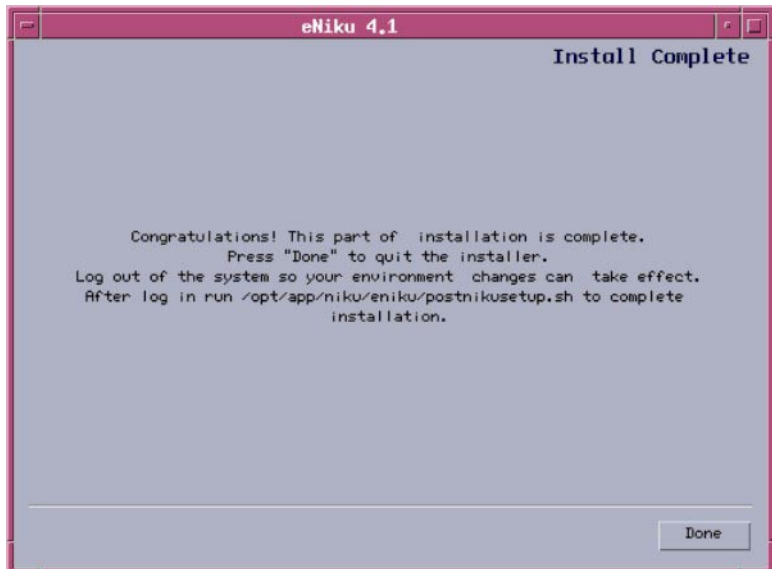 eNiku 4.1
Install Complete
Congratulations! This part of installation is complete.
Press "Done" to quit the installer.
Log out of the system so your environment changes can take effect.
After log in run /opt/app/niku/eniku/postnikusetup.sh to complete
installation.
Done